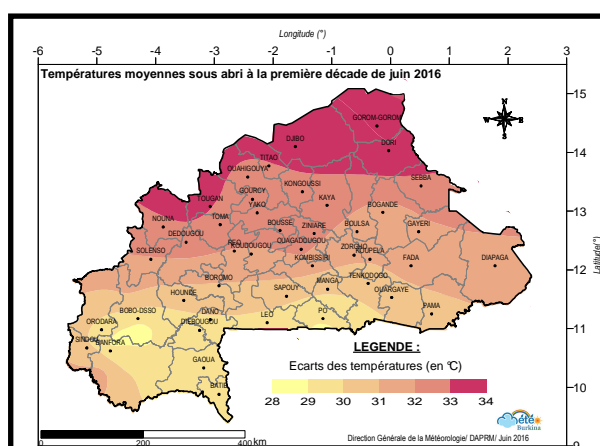 Longitude (°)
-6 -5 -4 -3 -2 -1 0 1 2 3
Températures moyennes sous abri à la première décade de juin 2016
15
GOROM-GOROM
N
W E
S
DJIBO
DORI
14
TITAO
OUAHIGOUYA
SEBBA
KONGOUSSI
GOURCY
TOUGAN
KAYA
YAKO
BOGANDE
13
NOUNA
TOMA
GAYERI
BOUSSE
ZINIARE
BOULSA
DEDOUGOU
OUAGADOUGOU
SOLENSO
KOUDOUGOU
ZORGHO
KOUPELA
KOMBISSIRI
FADA
DIAPAGA
12
TENKODOGO
BOROMO
MANGA
OUARGAYE
SAPOUY
HOUNDE
PAMA
BOBO-DSSO
DANO
LEO
PO
ORODARA
DIEBOUGOU
11
SINDOU
BANFORA
LEGENDE :
GAOUA
Ecarts des températures (en °C)
BATIE
10
28 29 30 31 32 33 34
Latitude(°)
météo
Burkina
0 200 400 km
Direction Générale de la Météorologie/ DAPRM/ Juin 2016
9